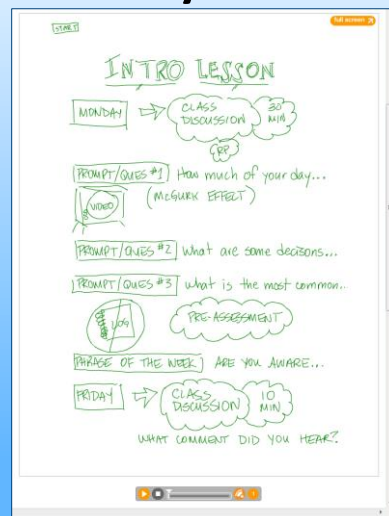 full screen
START
INTRO LESSON
MONDAY
CLASS DISCUSSION
30 MIN
RP
PROMPT/QUES #1 How much of your day...
VIDEO
(McGURK EFFECT)
PROMPT/QUES #2 What are some decisons...
PROMPT/QUES #3 What is the most common..
LOG
PRE-ASSESSMENT
PHRASE OF THE WEEK ARE YOU AWARE...
FRIDAY
CLASS DISCUSSION
10 MIN
WHAT COMMENT DID YOU HEAR?